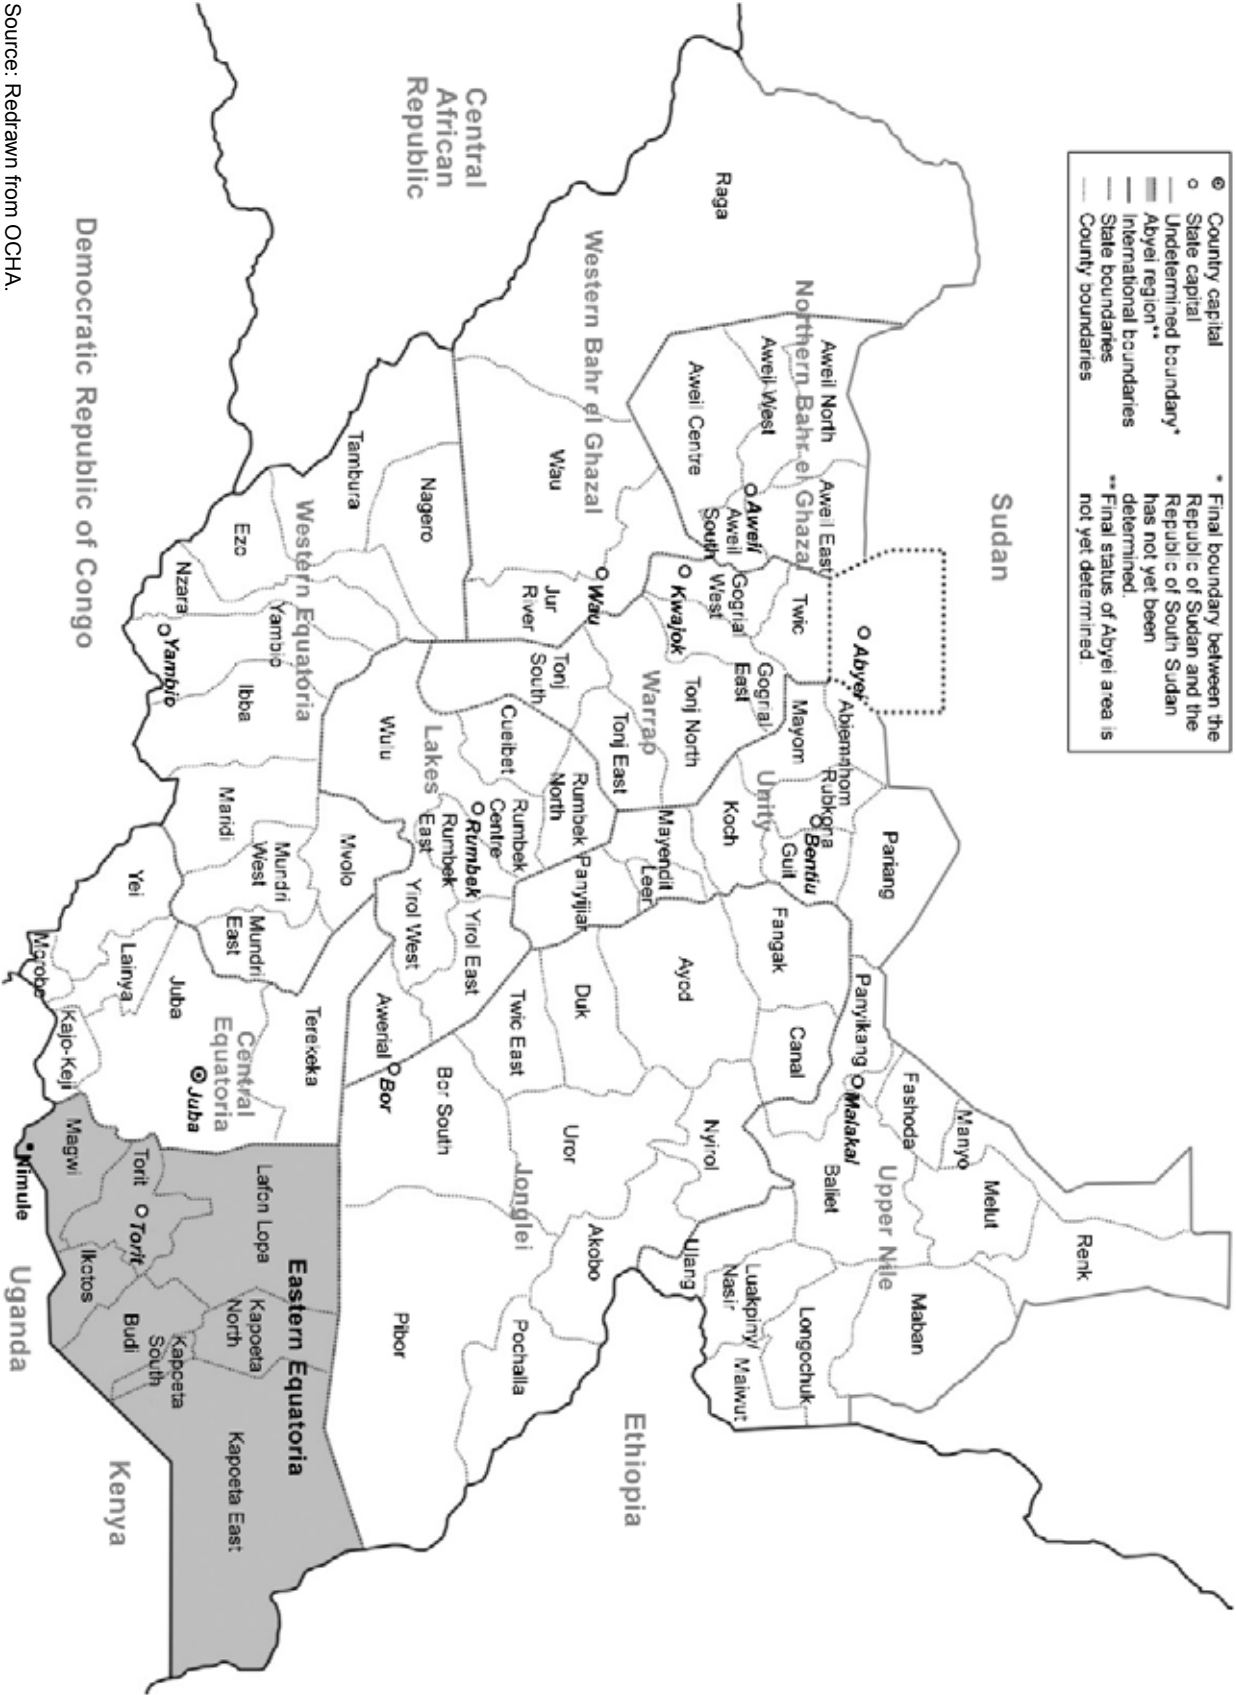 Country capital
State capital
Undetermined boundary*
Abyei region**
International boundaries
State boundaries
County boundaries
* Final boundary between the
Republic of Sudan and the
Republic of South Sudan
has not yet been
determined.
** Final status of Abyei area is
not yet determined.
Sudan
Central
African
Republic
Democratic Republic of Congo
Uganda
Kenya
Ethiopia
Western Bahr el Ghazal
Raga
Wau
Jur
River
Wau
Northern Bahr el Ghazal
Aweil North
Aweil West
Aweil Centre
Aweil East
Aweil
Aweil
South
Abyei
Warrap
Twic
Gogrial
West
Kwajok
Gogrial
East
Tonj North
Tonj East
Tonj
South
Unity
Abiemnhom
Mayom
Rubkona
Bentiu
Guit
Pariang
Koch
Mayendit
Leer
Panyijiar
Upper Nile
Renk
Manyo
Melut
Fashoda
Maban
Panyikang
Malakal
Baliet
Longochuk
Luakpiny/
Nasir
Maiwut
Ulang
Jonglei
Fangak
Canal
Ayod
Nyirol
Duk
Uror
Akobo
Twic East
Pochalla
Bor South
Bor
Pibor
Lakes
Cueibet
Rumbek
North
Rumbek
Centre
Rumbek
Rumbek
East
Wulu
Yirol East
Yirol West
Awerial
Western Equatoria
Nagero
Tambura
Ezo
Nzara
Yambio
Yambio
Ibba
Maridi
Mvolo
Mundri
West
Mundri
East
Central
Equatoria
Terekeka
Juba
Juba
Yei
Lainya
Morobe
Kajo-Keji
Eastern Equatoria
Lafon Lopa
Torit
Torit
Magwi
Nimule
Ikotos
Budi
Kapoeta
North
Kapoeta
South
Kapoeta East
Source: Redrawn from OCHA.